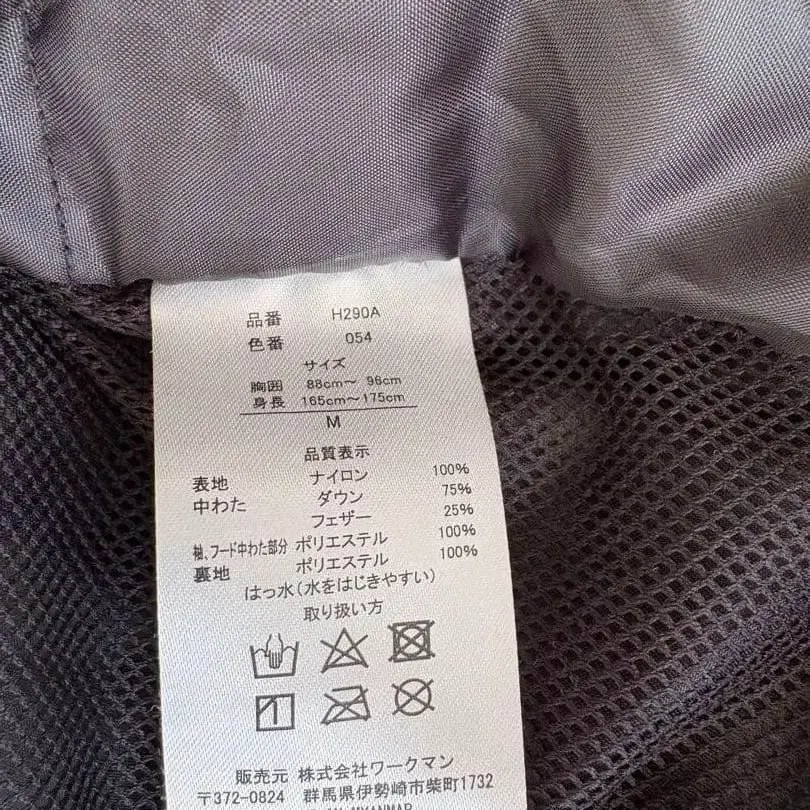 品番 H290A
色番 054
サイズ
胸囲 88cm～ 96cm
身長 165cm～175cm
M
品質表示
表地 ナイロン 100%
中わた ダウン 75%
フェザー 25%
袖、フード中わた部分 ポリエステル 100%
裏地 ポリエステル 100%
はっ水(水をはじきやすい)
取り扱い方
販売元 株式会社ワークマン
〒372-0824 群馬県伊勢崎市柴町1732
MYANMAR